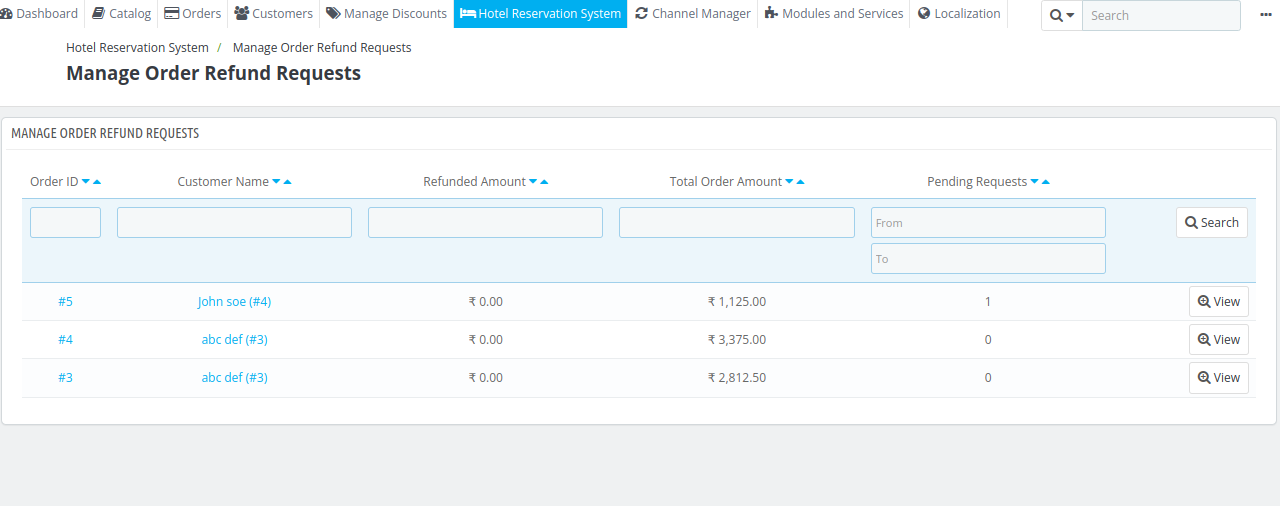 Dashboard Catalog Orders Customers Manage Discounts Hotel Reservation System Channel Manager Modules and Services Localization Search
Hotel Reservation System / Manage Order Refund Requests
Manage Order Refund Requests
MANAGE ORDER REFUND REQUESTS
Order ID Customer Name Refunded Amount Total Order Amount Pending Requests
From Search
To
#5 John soe (#4) ₹ 0.00 ₹ 1,125.00 1 View
#4 abc def (#3) ₹ 0.00 ₹ 3,375.00 0 View
#3 abc def (#3) ₹ 0.00 ₹ 2,812.50 0 View